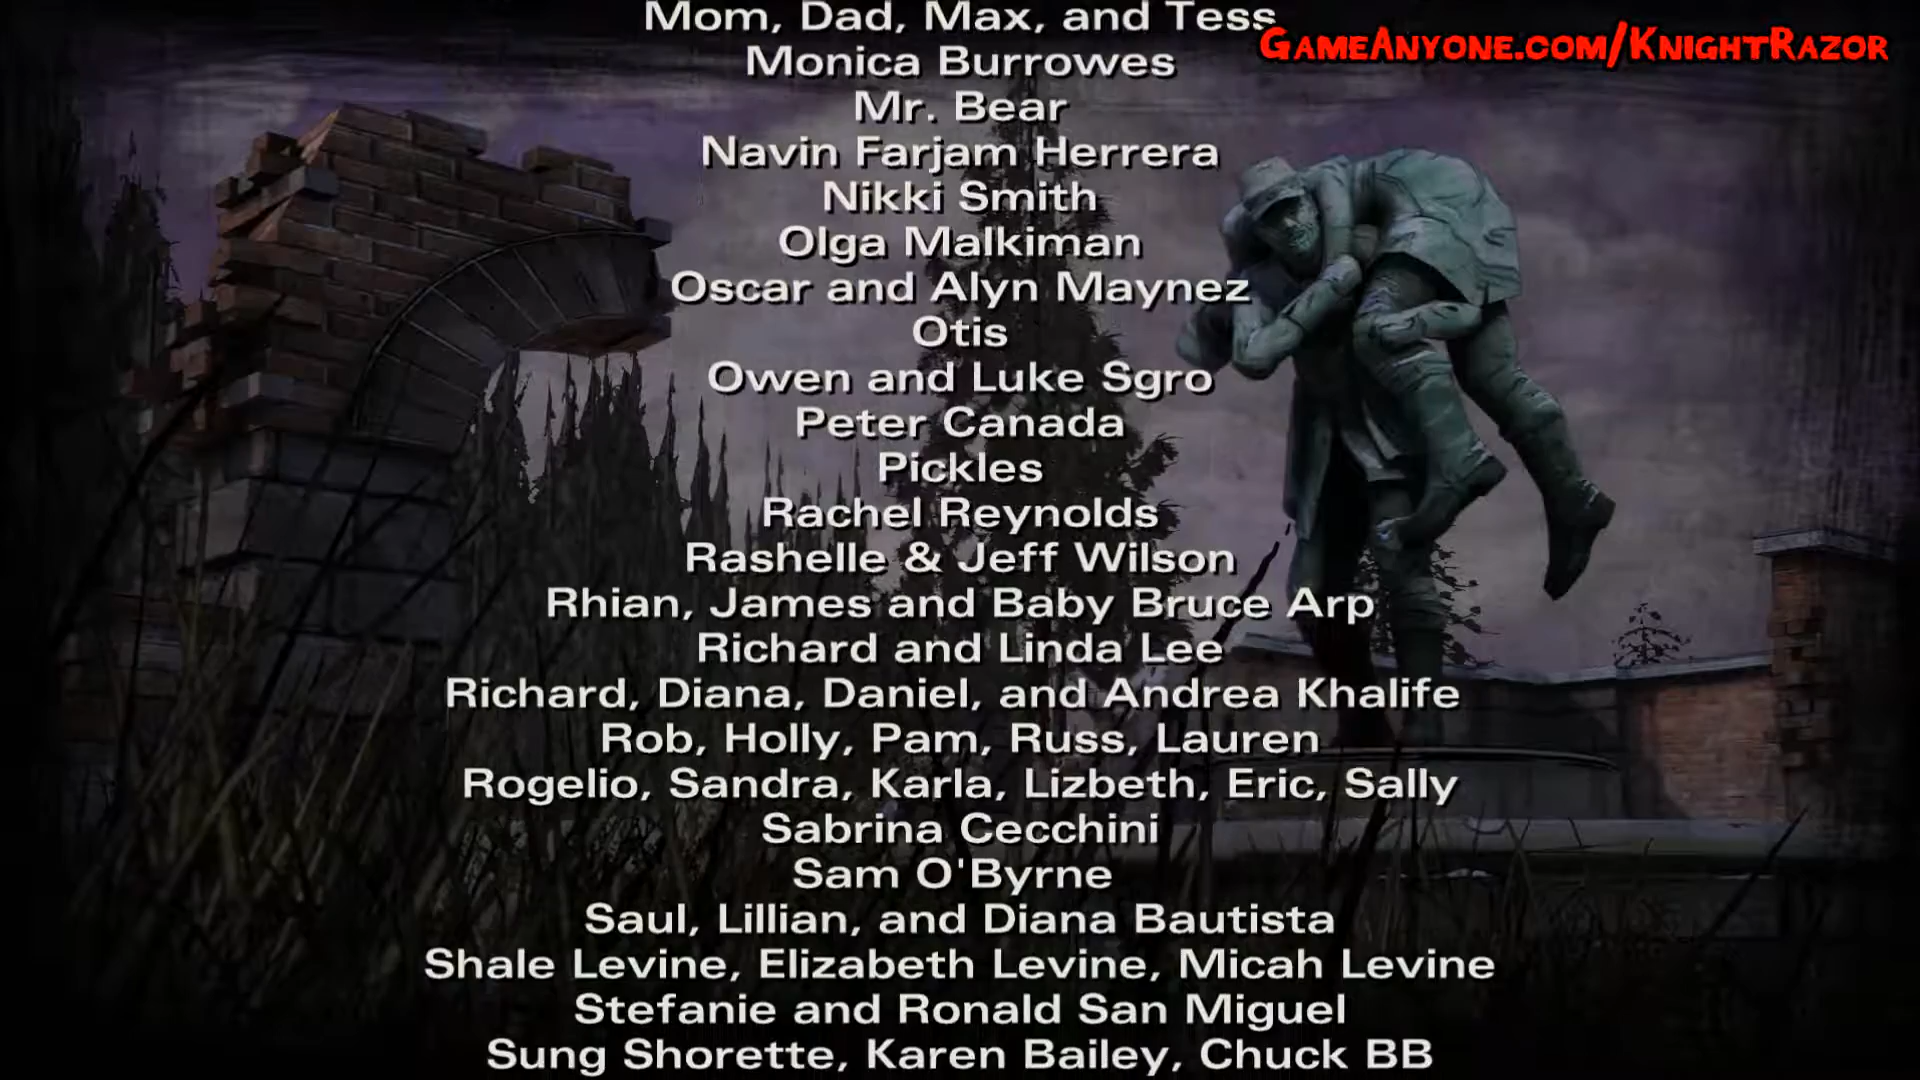 Mom, Dad, Max, and Tess
GameAnyone.com/KnightRazor
Monica Burrowes
Mr. Bear
Navin Farjam Herrera
Nikki Smith
Olga Malkiman
Oscar and Alyn Maynez
Otis
Owen and Luke Sgro
Peter Canada
Pickles
Rachel Reynolds
Rashelle & Jeff Wilson
Rhian, James and Baby Bruce Arp
Richard and Linda Lee
Richard, Diana, Daniel, and Andrea Khalife
Rob, Holly, Pam, Russ, Lauren
Rogelio, Sandra, Karla, Lizbeth, Eric, Sally
Sabrina Cecchini
Sam O'Byrne
Saul, Lillian, and Diana Bautista
Shale Levine, Elizabeth Levine, Micah Levine
Stefanie and Ronald San Miguel
Sung Shorette, Karen Bailey, Chuck BB